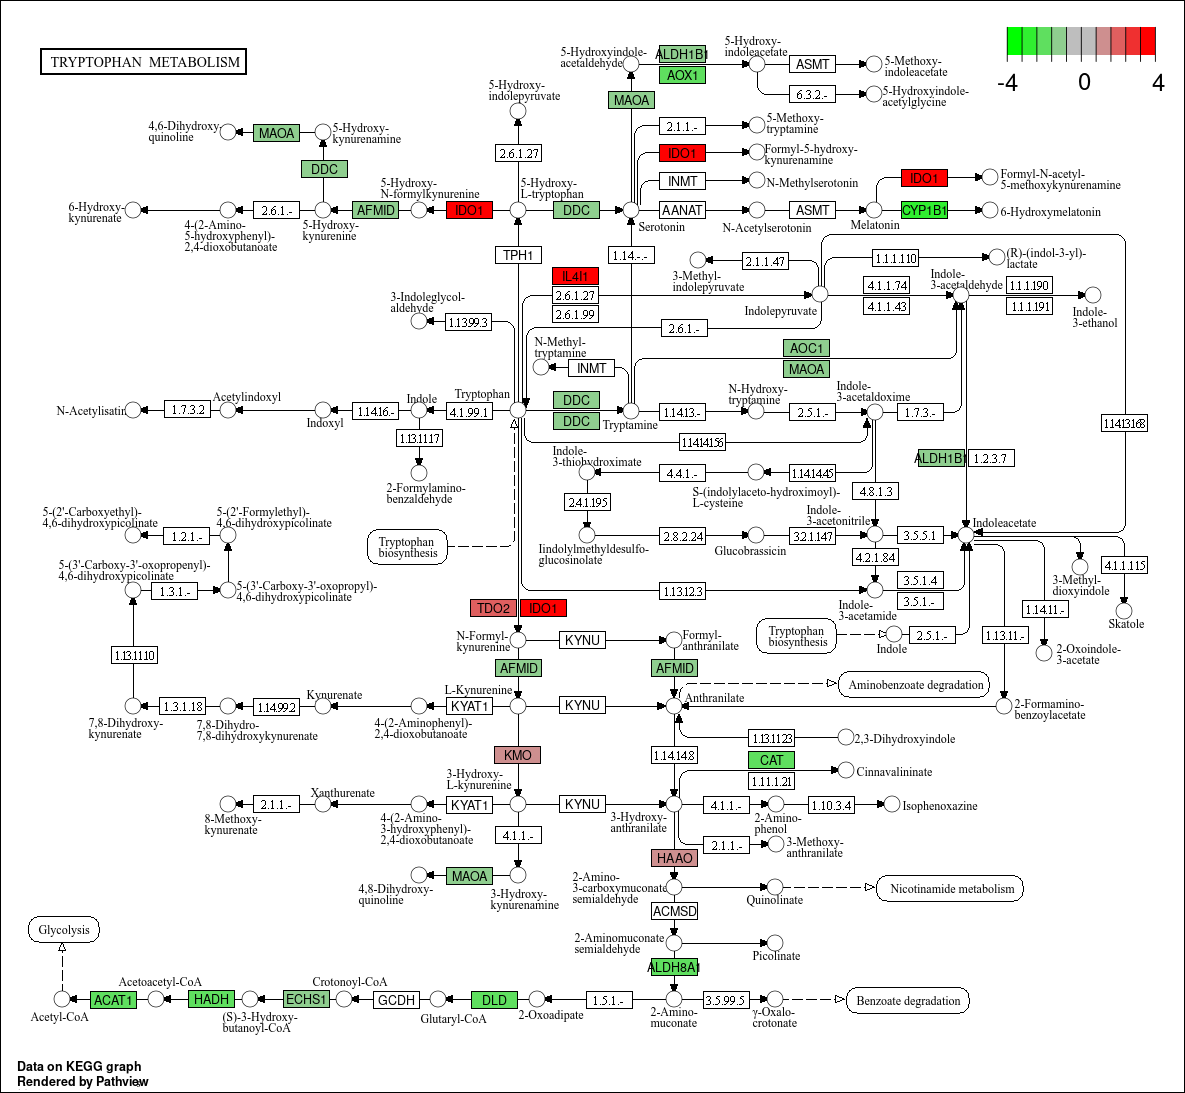 TRYPTOPHAN METABOLISM
-4 0 4
5-Hydroxyindole-
acetaldehyde
ALDH1B1
AOX1
5-Hydroxy-
indoleacetate
ASMT
5-Methoxy-
indoleacetate
6.3.2.-
5-Hydroxyindole-
acetylglycine
5-Hydroxy-
indolepyruvate
MAOA
4,6-Dihydroxy-
quinoline
MAOA
5-Hydroxy-
kynurenamine
2.1.1.-
5-Methoxy-
tryptamine
2.6.1.27
IDO1
Formyl-5-hydroxy-
kynurenamine
DDC
5-Hydroxy-
N-formylkynurenine
5-Hydroxy-
L-tryptophan
INMT
N-Methylserotonin
IDO1
Formyl-N-acetyl-
5-methoxykynurenamine
6-Hydroxy-
kynurenate
2.6.1.-
AFMID
IDO1
DDC
AANAT
ASMT
CYP1B1
6-Hydroxymelatonin
4-(2-Amino-
5-hydroxyphenyl)-
2,4-dioxobutanoate
5-Hydroxy-
kynurenine
Serotonin
N-Acetylserotonin
Melatonin
TPH1
1.14.-.-
2.1.1.47
1.1.1.110
(R)-(indol-3-yl)-
lactate
3-Methyl-
indolepyruvate
IL4I1
2.6.1.27
2.6.1.99
Indolepyruvate
4.1.1.74
4.1.1.43
Indole-
3-acetaldehyde
1.1.1.190
1.1.1.191
Indole-
3-ethanol
3-Indoleglycol-
aldehyde
1.13.99.3
2.6.1.-
N-Methyl-
tryptamine
INMT
AOC1
MAOA
N-Acetylisatin
1.7.3.2
Acetylindoxyl
Indoxyl
1.14.16.-
Indole
4.1.99.1
Tryptophan
DDC
DDC
Tryptamine
1.14.13.-
N-Hydroxy-
tryptamine
2.5.1.-
Indole-
3-acetaldoxime
1.7.3.-
1.14.13.168
1.13.11.17
1.14.14.156
2-Formylamino-
benzaldehyde
Indole-
3-thiohydroximate
4.4.1.-
1.14.14.45
S-(indolylaceto-hydroximoyl)-
L-cysteine
ALDH1B1
1.2.3.7
4.8.1.3
2.4.1.195
5-(2'-Carboxyethyl)-
4,6-dihydroxypicolinate
5-(2'-Formylethyl)-
4,6-dihydroxypicolinate
1.2.1.-
Tryptophan
biosynthesis
Iindolylmethyldesulfo-
glucosinolate
2.8.2.24
Glucobrassicin
3.2.1.147
Indole-
3-acetonitrile
3.5.5.1
Indoleacetate
4.2.1.84
5-(3'-Carboxy-3'-oxopropenyl)-
4,6-dihydroxypicolinate
1.3.1.-
5-(3'-Carboxy-3'-oxopropyl)-
4,6-dihydroxypicolinate
1.13.12.3
3.5.1.4
3.5.1.-
Indole-
3-acetamide
3-Methyl-
dioxyindole
4.1.1.115
Skatole
TDO2
IDO1
1.14.11.-
N-Formyl-
kynurenine
KYNU
Formyl-
anthranilate
Tryptophan
biosynthesis
Indole
2.5.1.-
1.13.11.-
2-Oxoindole-
3-acetate
1.13.11.10
AFMID
AFMID
Aminobenzoate degradation
7,8-Dihydroxy-
kynurenate
1.3.1.18
7,8-Dihydro-
7,8-dihydroxykynurenate
1.14.99.2
Kynurenate
4-(2-Aminophenyl)-
2,4-dioxobutanoate
KYAT1
L-Kynurenine
KYNU
Anthranilate
2-Formamino-
benzoylacetate
1.13.11.23
2,3-Dihydroxyindole
KMO
1.14.14.8
CAT
1.11.1.21
Cinnavalininate
8-Methoxy-
kynurenate
2.1.1.-
Xanthurenate
4-(2-Amino-
3-hydroxyphenyl)-
2,4-dioxobutanoate
KYAT1
3-Hydroxy-
L-kynurenine
KYNU
3-Hydroxy-
anthranilate
4.1.1.-
2-Amino-
phenol
1.10.3.4
Isophenoxazine
4.1.1.-
2.1.1.-
3-Methoxy-
anthranilate
HAAO
4,8-Dihydroxy-
quinoline
MAOA
3-Hydroxy-
kynurenamine
2-Amino-
3-carboxymuconate
semialdehyde
Quinolinate
Nicotinamide metabolism
ACMSD
Glycolysis
2-Aminomuconate
semialdehyde
Picolinate
ALDH8A1
Acetyl-CoA
ACAT1
Acetoacetyl-CoA
HADH
(S)-3-Hydroxy-
butanoyl-CoA
ECHS1
Crotonoyl-CoA
GCDH
Glutaryl-CoA
DLD
2-Oxoadipate
1.5.1.-
2-Amino-
muconate
3.5.99.5
γ-Oxalo-
crotonate
Benzoate degradation
Data on KEGG graph
Rendered by Pathview